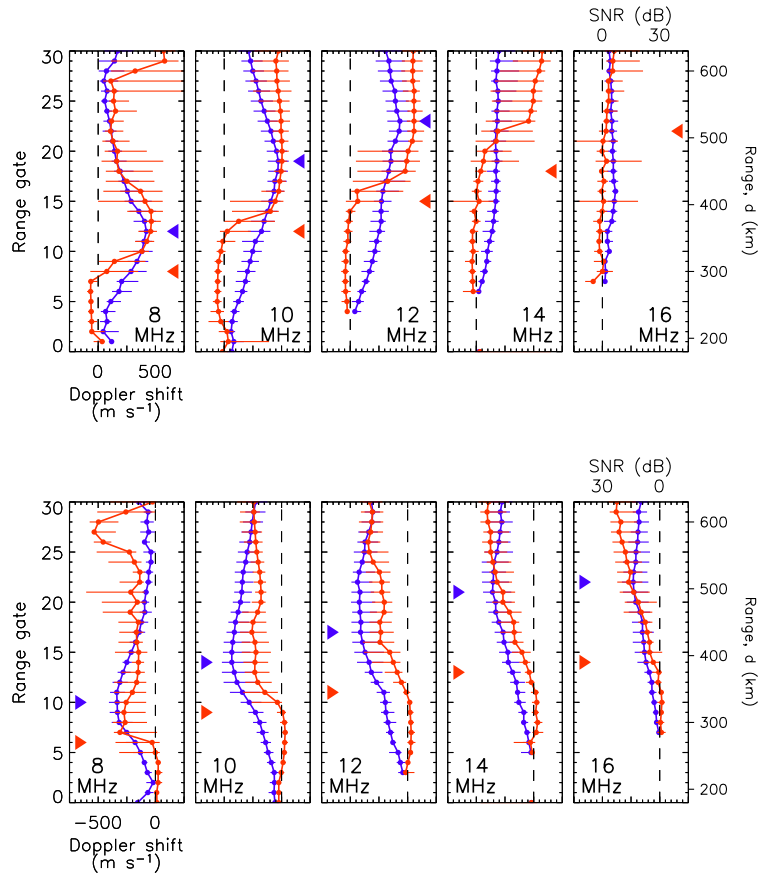 SNR (dB)
0 30
30
25
20
15
10
5
0
Range gate
8
MHz
10
MHz
12
MHz
14
MHz
16
MHz
600
500
400
300
200
Range, d (km)
0 500
Doppler shift
(m s⁻¹)
SNR (dB)
30 0
30
25
20
15
10
5
0
Range gate
8
MHz
10
MHz
12
MHz
14
MHz
16
MHz
600
500
400
300
200
Range, d (km)
−500 0
Doppler shift
(m s⁻¹)